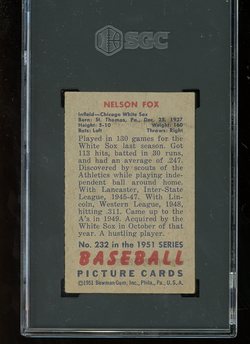 SGC
NELSON FOX
Infield—Chicago White Sox
Born: St. Thomas, Pa., Dec. 25, 1927
Height: 5-10 Weight: 160
Bats: Left Throws: Right
Played in 130 games for the
White Sox last season. Got
113 hits, batted in 30 runs,
and had an average of .247.
Discovered by scouts of the
Athletics while playing inde-
pendent ball around home.
With Lancaster, Inter-State
League, 1945-47. With Lin-
coln, Western League, 1948,
hitting .311. Came up to the
A's in 1949. Acquired by the
White Sox in October of that
year. A hustling player.
No. 232 in the 1951 SERIES
BASEBALL
PICTURE CARDS
©1951 Bowman Gum, Inc., Phila., Pa., U. S. A.